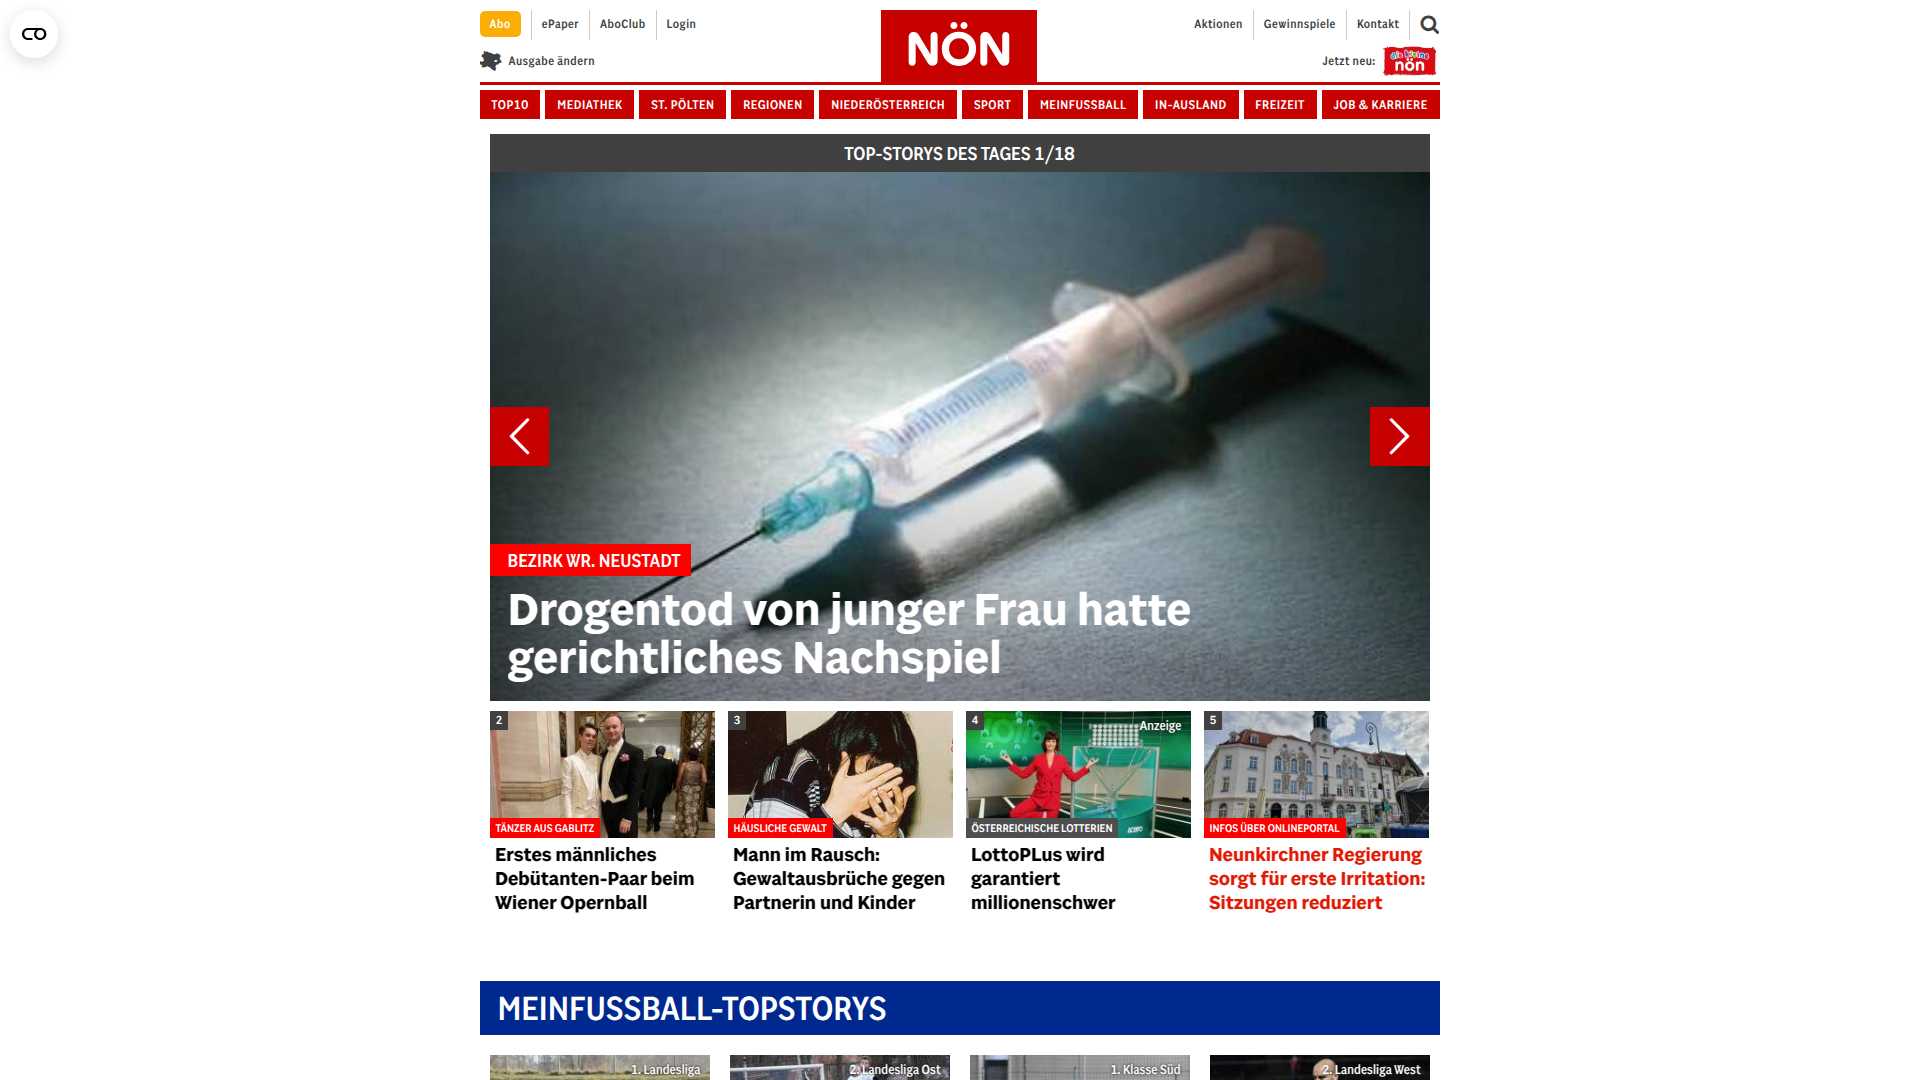 Abo
ePaper
AboClub
Login
NÖN
Aktionen
Gewinnspiele
Kontakt
Ausgabe ändern
Jetzt neu:
die kleine
nön
TOP10
MEDIATHEK
ST. PÖLTEN
REGIONEN
NIEDERÖSTERREICH
SPORT
MEINFUSSBALL
IN-AUSLAND
FREIZEIT
JOB & KARRIERE
TOP-STORYS DES TAGES 1/18
BEZIRK WR. NEUSTADT
Drogentod von junger Frau hatte
gerichtliches Nachspiel
2
TÄNZER AUS GABLITZ
Erstes männliches
Debütanten-Paar beim
Wiener Opernball
3
HÄUSLICHE GEWALT
Mann im Rausch:
Gewaltausbrüche gegen
Partnerin und Kinder
4
Anzeige
ÖSTERREICHISCHE LOTTERIEN
LottoPLus wird
garantiert
millionenschwer
5
INFOS ÜBER ONLINEPORTAL
Neunkirchner Regierung
sorgt für erste Irritation:
Sitzungen reduziert
MEINFUSSBALL-TOPSTORYS
1. Landesliga
2. Landesliga Ost
1. Klasse Süd
2. Landesliga West